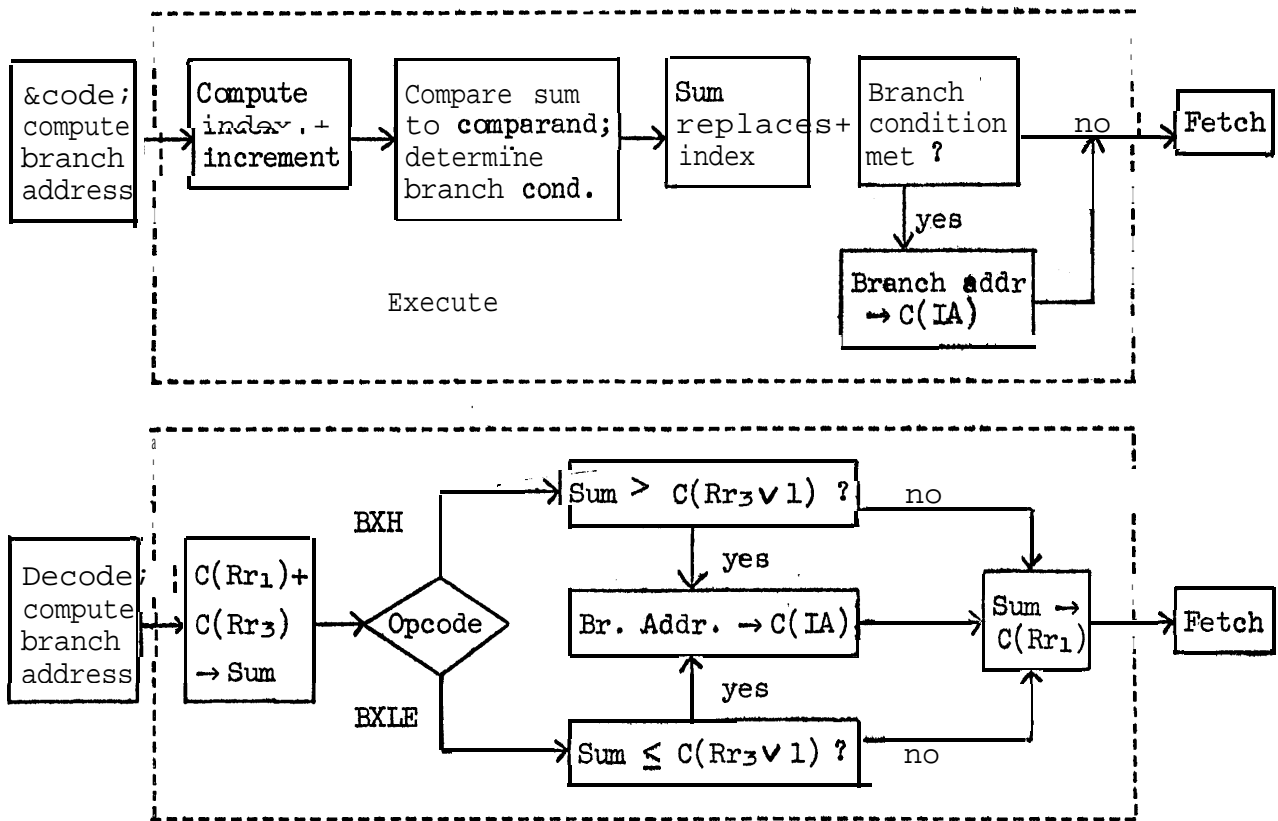 &code;
compute
branch
address
Compute
index +
increment
Compare sum
to comparand;
determine
branch cond.
Sum
replaces+
index
Branch
condition
met ?
no
Fetch
yes
Branch addr
→ C(IA)
Execute
Decode;
compute
branch
address
C(Rr1)+
C(Rr3)
→ Sum
Opcode
BXH
BXLE
Sum > C(Rr3∨1) ?
no
yes
Br. Addr. → C(IA)
yes
Sum ≤ C(Rr3∨1) ?
no
Sum →
C(Rr1)
Fetch